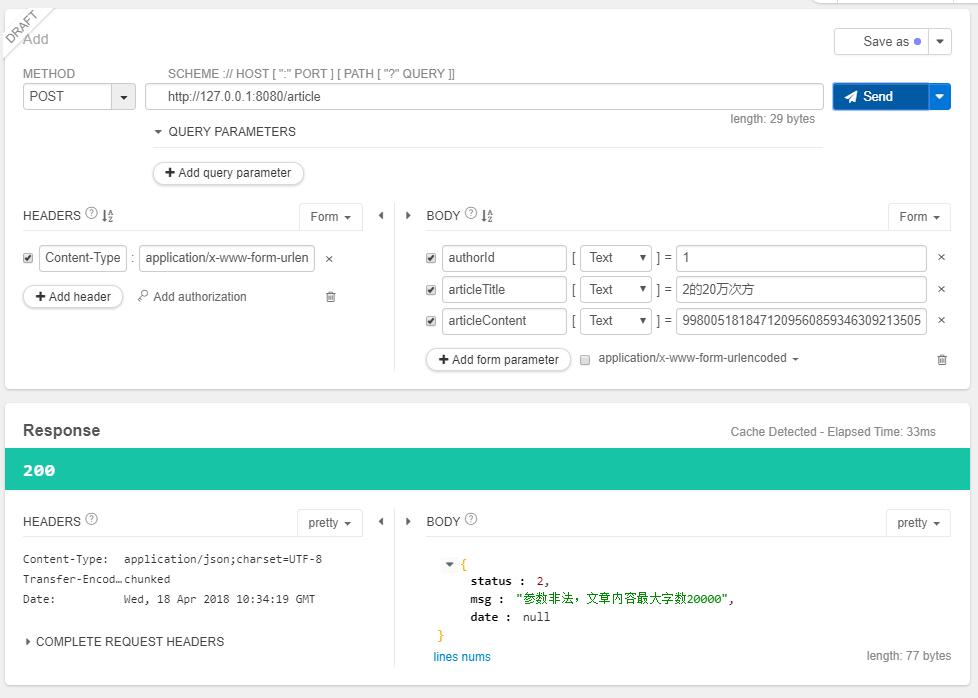 DRAFT
Add
Save as
METHOD
SCHEME :// HOST [ ":" PORT ] [ PATH [ "?" QUERY ]]
POST
http://127.0.0.1:8080/article
Send
length: 29 bytes
QUERY PARAMETERS
+ Add query parameter
HEADERS ? Form
BODY ? Form
Content-Type : application/x-www-form-urlen ×
+ Add header Add authorization
authorId [ Text ▼ ] = 1 ×
articleTitle [ Text ▼ ] = 2的20万次方 ×
articleContent [ Text ▼ ] = 9980051818471209560859346309213505 ×
+ Add form parameter application/x-www-form-urlencoded
Response
Cache Detected - Elapsed Time: 33ms
200
HEADERS ? pretty
BODY ? pretty
Content-Type: application/json;charset=UTF-8
Transfer-Encod… chunked
Date: Wed, 18 Apr 2018 10:34:19 GMT
COMPLETE REQUEST HEADERS
{
status : 2,
msg : "参数非法，文章内容最大字数20000",
date : null
}
lines nums
length: 77 bytes